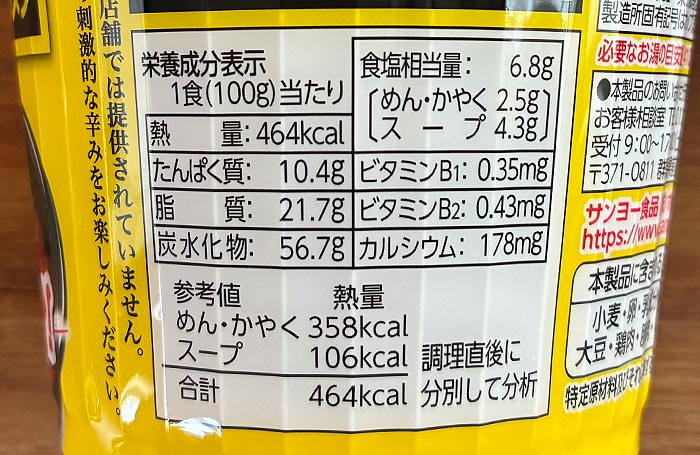 店舗では提供されていません。
刺激的な辛みをお楽しみください。
栄養成分表示
1食(100g)当たり
熱 量:464kcal
たんぱく質: 10.4g
脂 質: 21.7g
炭水化物: 56.7g
食塩相当量: 6.8g
めん・かやく 2.5g
スープ 4.3g
ビタミンB1: 0.35mg
ビタミンB2: 0.43mg
カルシウム: 178mg
参考値 熱量
めん・かやく 358kcal
スープ 106kcal
合計 464kcal
調理直後に
分別して分析
製造所固有記号は
必要なお湯の目安
●本製品のお問い
お客様相談室
受付 9:00~17
〒371-0811 群
サンヨー食品
https://www
本製品に含
小麦・卵・乳
大豆・鶏肉
特定原材料及びそれ